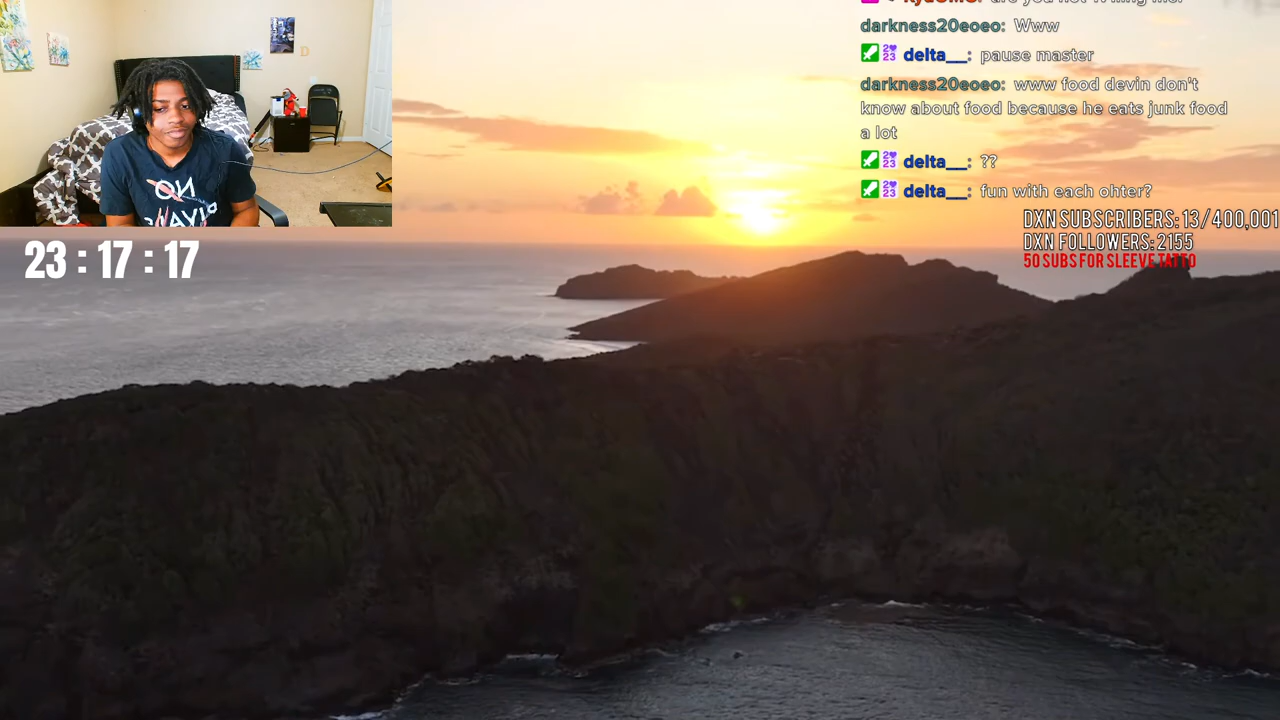 darkness20eoeo: Www
delta__: pause master
darkness20eoeo: www food devin don't
know about food because he eats junk food
a lot
delta__: ??
delta__: fun with each ohter?
DXN SUBSCRIBERS: 13/400,001
DXN FOLLOWERS: 2155
50 SUBS FOR SLEEVE TATTO
23 : 17 : 17
NO